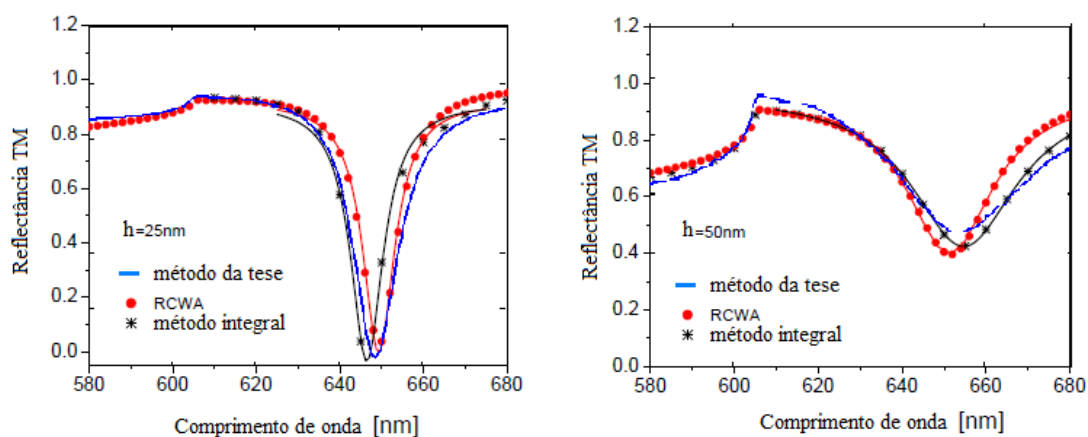 1.2
1.0
0.8
0.6
0.4
0.2
0.0
Reflectância TM
h=25nm
método da tese
RCWA
método integral
580 600 620 640 660 680
Comprimento de onda [nm]
1.2
1.0
0.8
0.6
0.4
0.2
0.0
Reflectância TM
h=50nm
método da tese
RCWA
método integral
580 600 620 640 660 680
Comprimento de onda [nm]